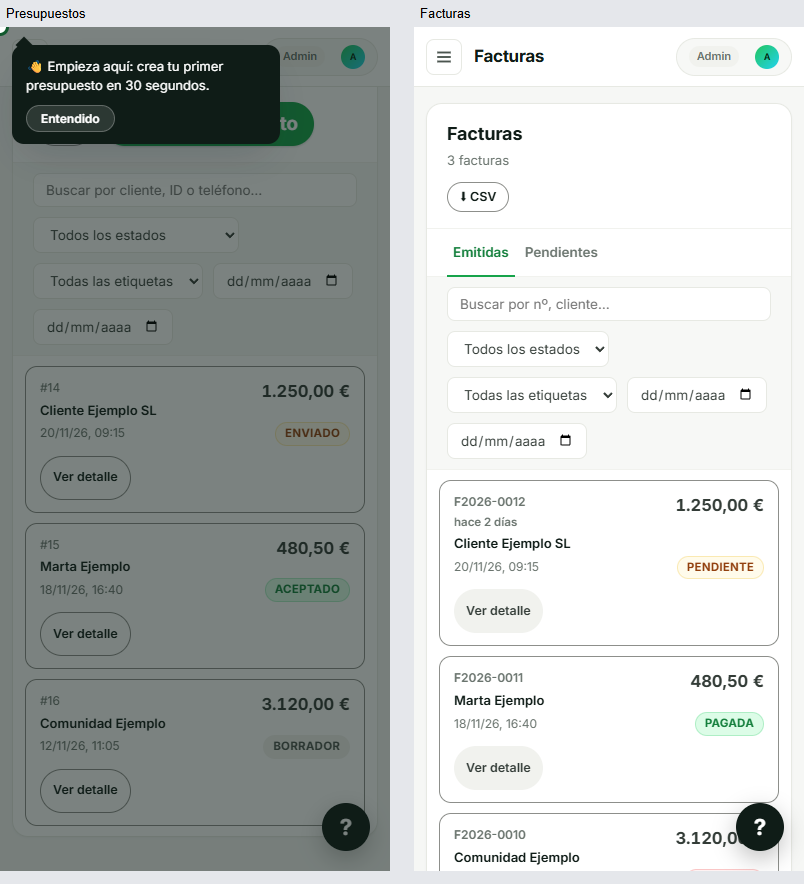 Presupuestos
👋 Empieza aquí: crea tu primer
presupuesto en 30 segundos.
Entendido
Admin
A
to
Buscar por cliente, ID o teléfono...
Todos los estados
Todas las etiquetas
dd/mm/aaaa
dd/mm/aaaa
#14
1.250,00 €
Cliente Ejemplo SL
20/11/26, 09:15
ENVIADO
Ver detalle
#15
480,50 €
Marta Ejemplo
18/11/26, 16:40
ACEPTADO
Ver detalle
#16
3.120,00 €
Comunidad Ejemplo
12/11/26, 11:05
BORRADOR
Ver detalle
?
Facturas
Facturas
Admin
A
Facturas
3 facturas
⬇ CSV
Emitidas
Pendientes
Buscar por nº, cliente...
Todos los estados
Todas las etiquetas
dd/mm/aaaa
dd/mm/aaaa
F2026-0012
1.250,00 €
hace 2 días
Cliente Ejemplo SL
20/11/26, 09:15
PENDIENTE
Ver detalle
F2026-0011
480,50 €
Marta Ejemplo
18/11/26, 16:40
PAGADA
Ver detalle
F2026-0010
3.120,0
Comunidad Ejemplo
?